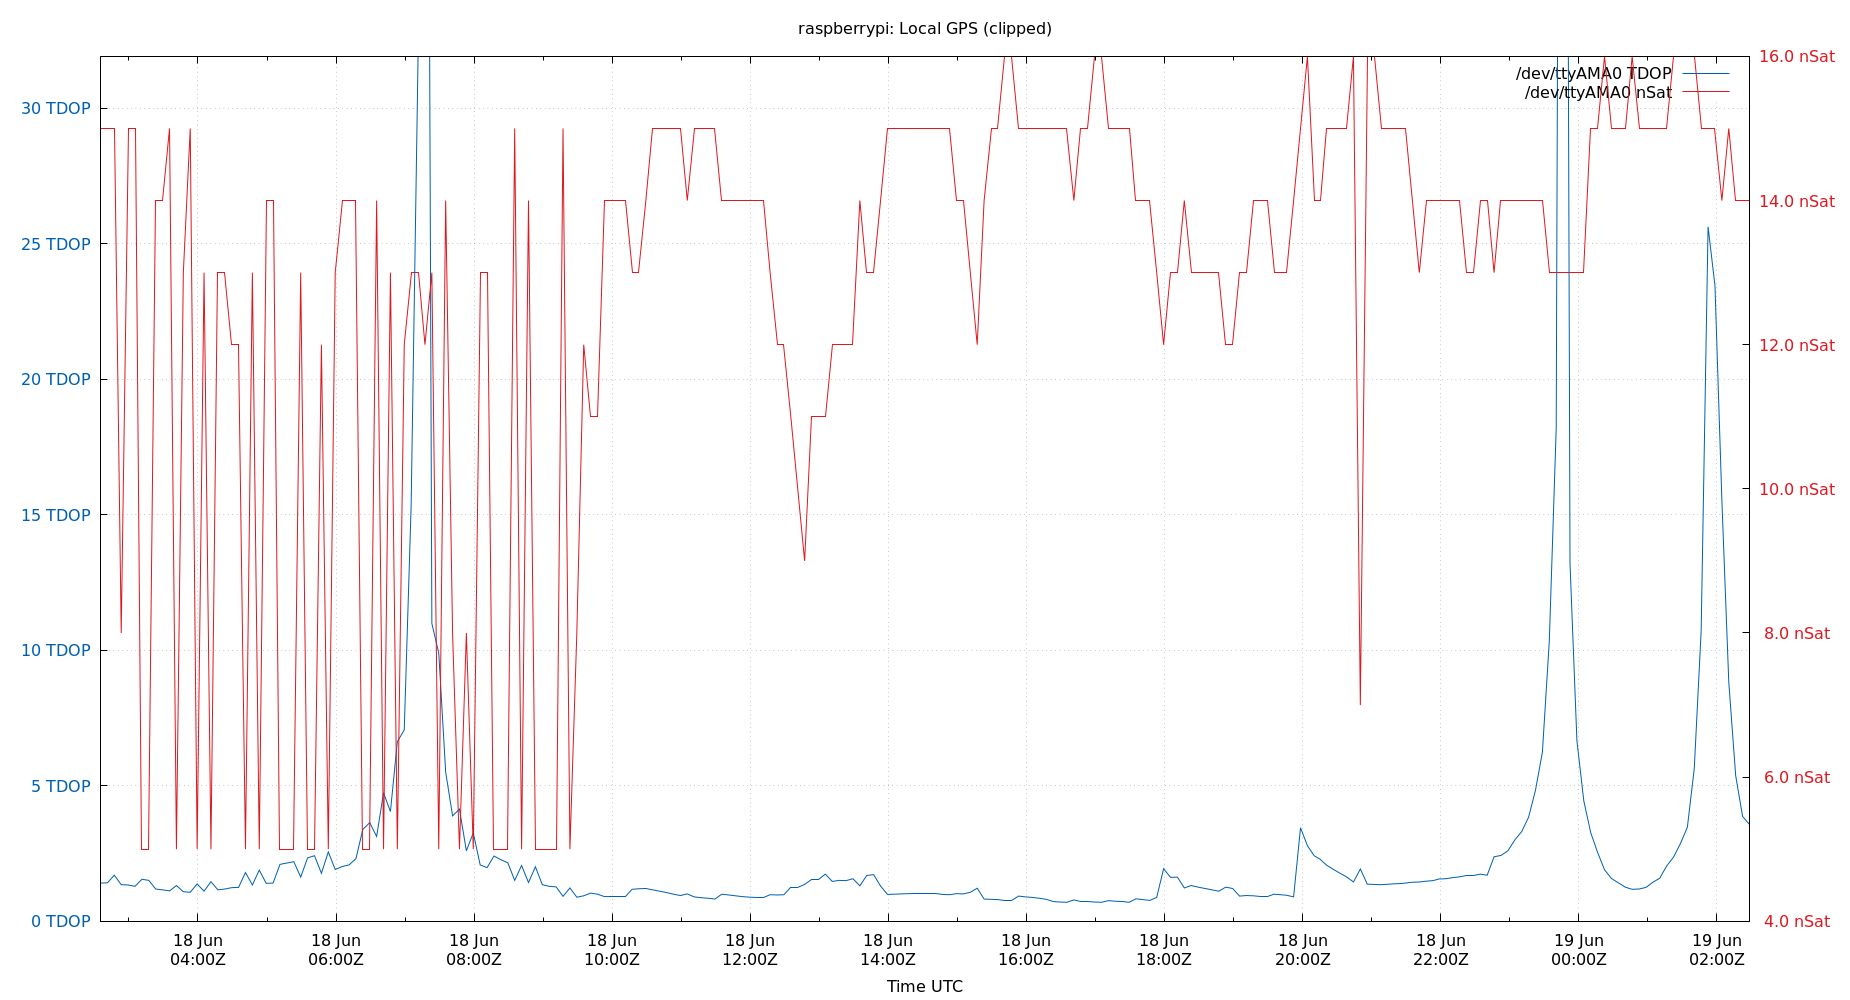 raspberrypi: Local GPS (clipped)
/dev/ttyAMA0 TDOP
/dev/ttyAMA0 nSat
30 TDOP
25 TDOP
20 TDOP
15 TDOP
10 TDOP
5 TDOP
0 TDOP
16.0 nSat
14.0 nSat
12.0 nSat
10.0 nSat
8.0 nSat
6.0 nSat
4.0 nSat
18 Jun
04:00Z
18 Jun
06:00Z
18 Jun
08:00Z
18 Jun
10:00Z
18 Jun
12:00Z
18 Jun
14:00Z
18 Jun
16:00Z
18 Jun
18:00Z
18 Jun
20:00Z
18 Jun
22:00Z
19 Jun
00:00Z
19 Jun
02:00Z
Time UTC